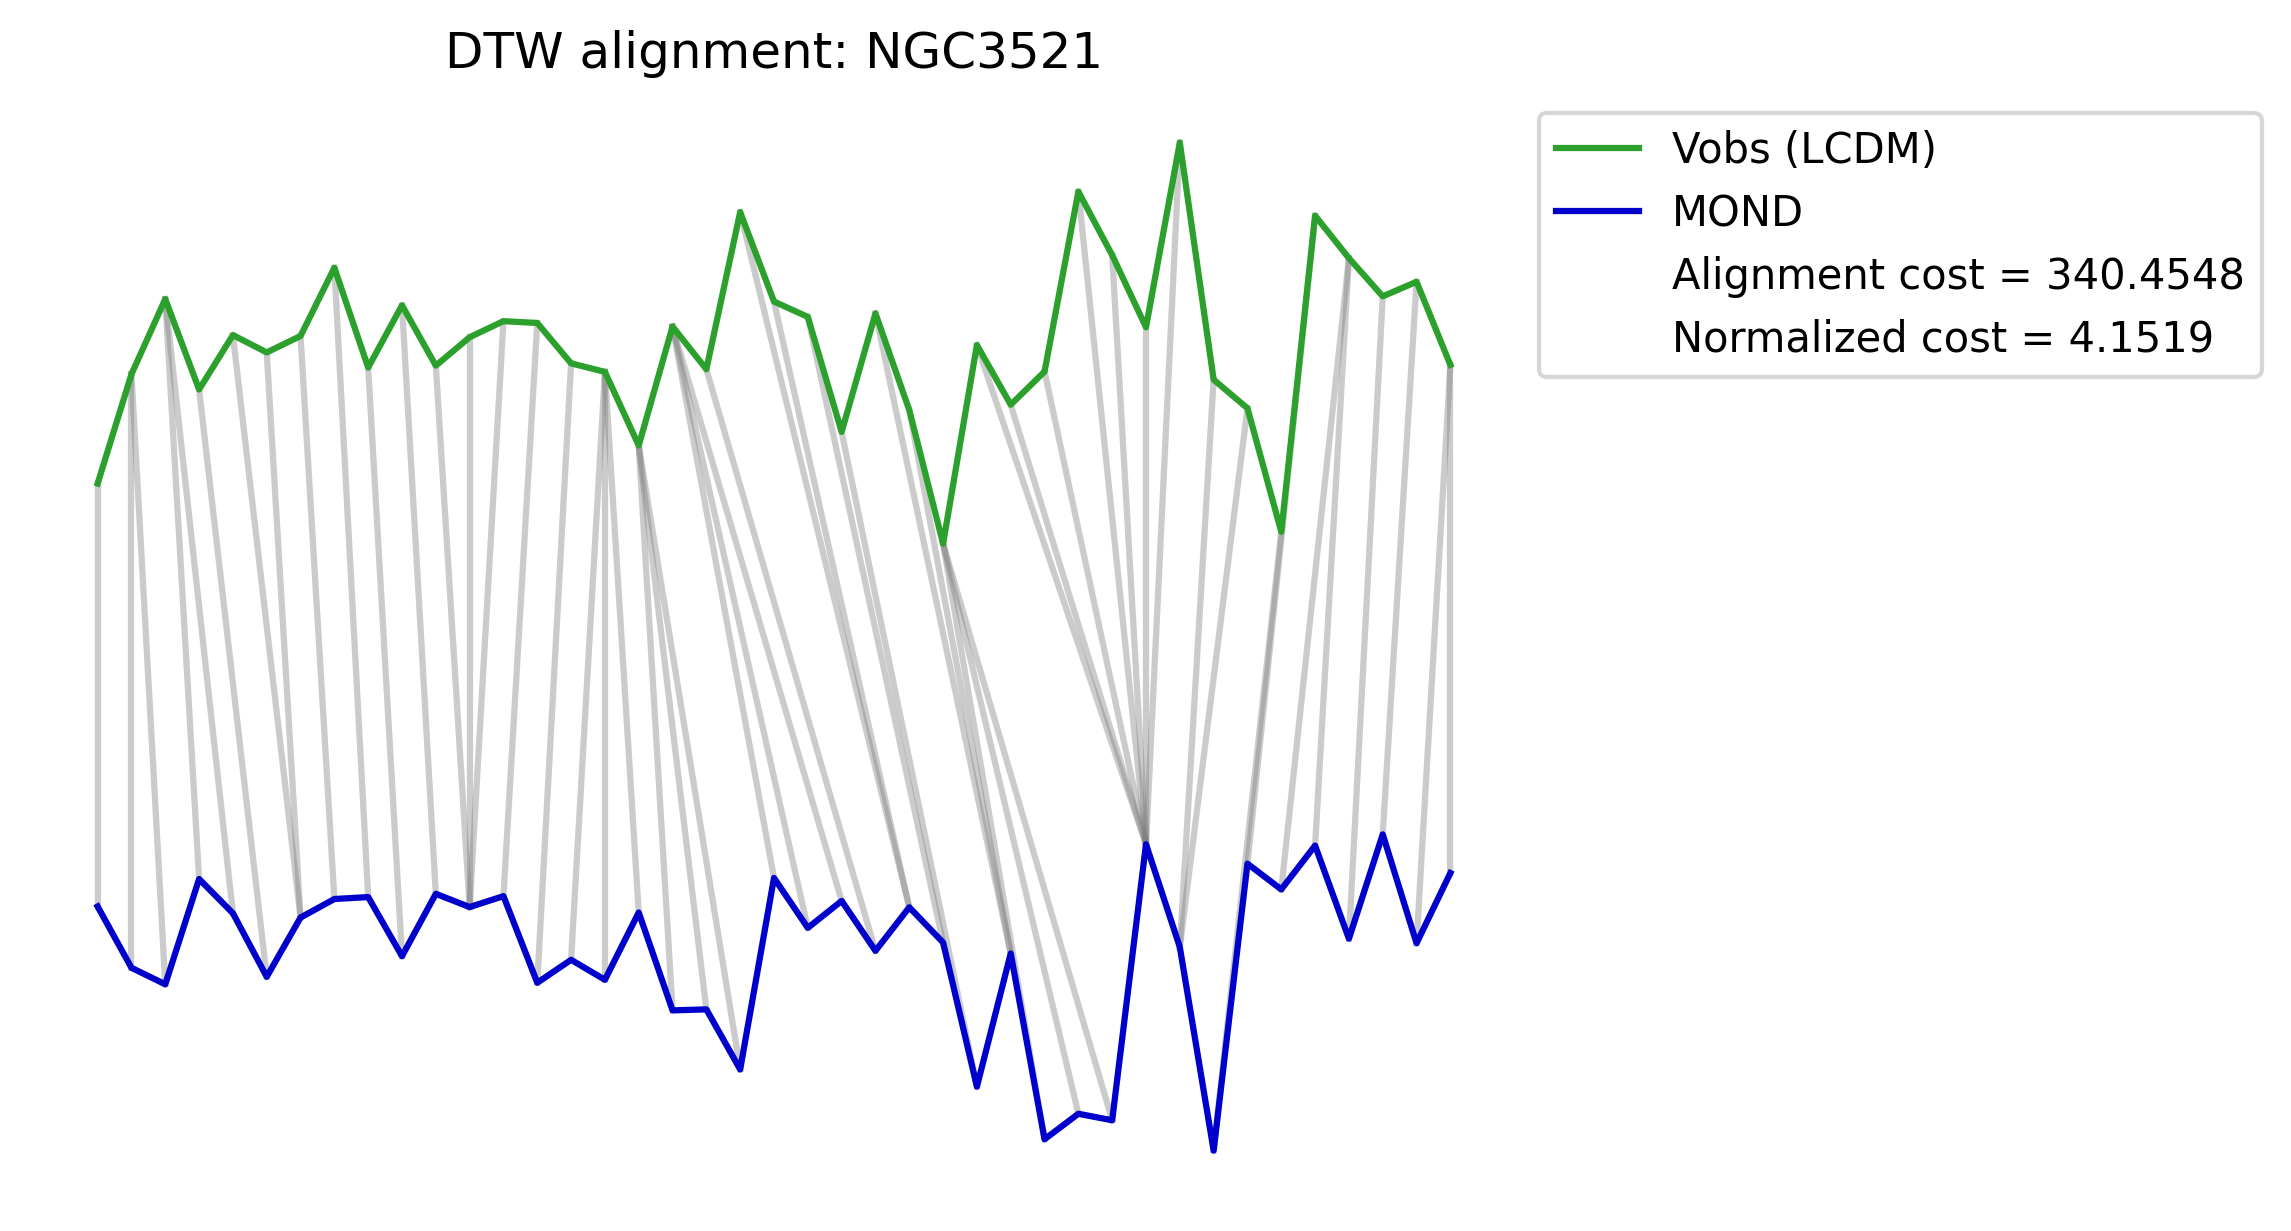 DTW alignment: NGC3521
Vobs (LCDM)
MOND
Alignment cost = 340.4548
Normalized cost = 4.1519